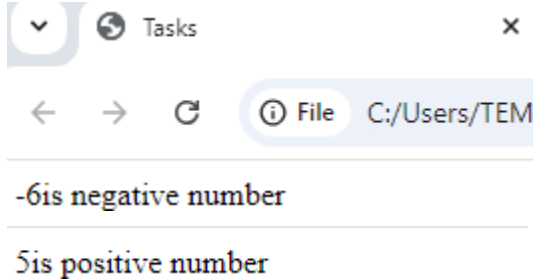 Tasks
File C:/Users/TEM
-6is negative number
5is positive number